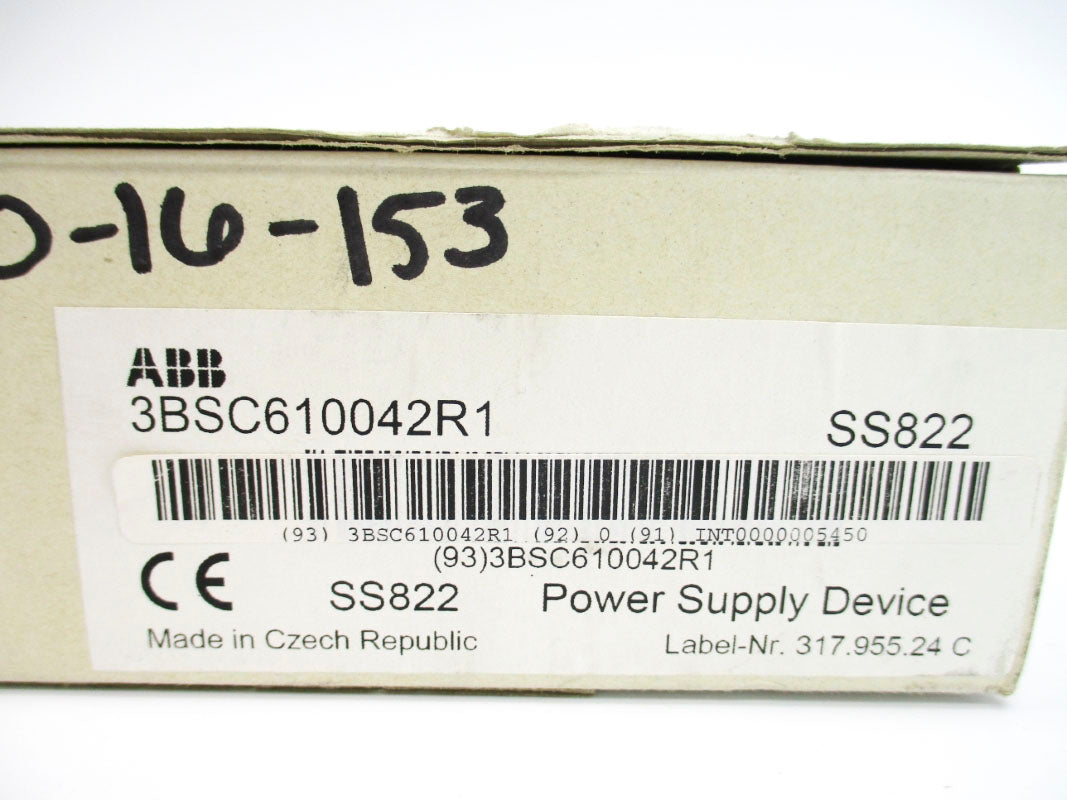 0-16-153
ABB
3BSC610042R1 SS822
(93) 3BSC610042R1 (92) 0 (91) INT0000005450
(93)3BSC610042R1
CE SS822 Power Supply Device
Made in Czech Republic Label-Nr. 317.955.24 C